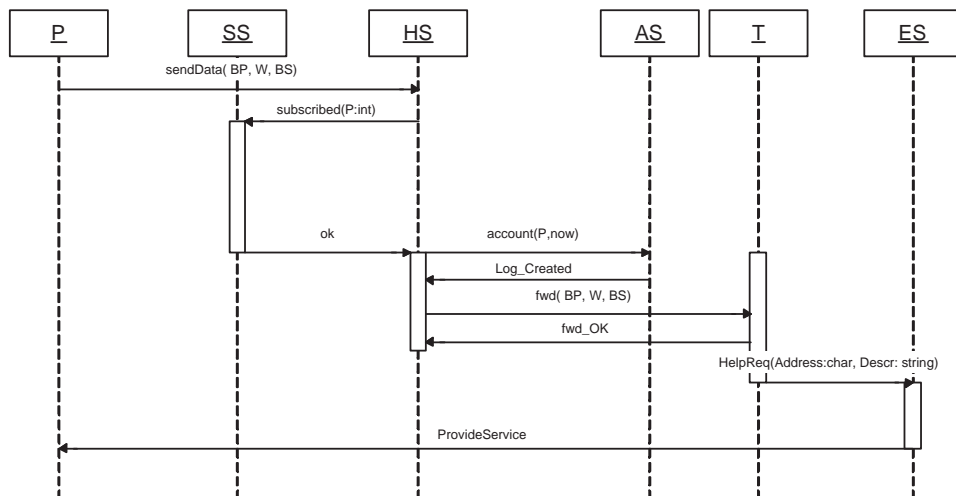 P SS HS AS T ES
sendData( BP, W, BS)
subscribed(P:int)
ok account(P,now)
Log_Created
fwd( BP, W, BS)
fwd_OK
HelpReq(Address:char, Descr: string)
ProvideService